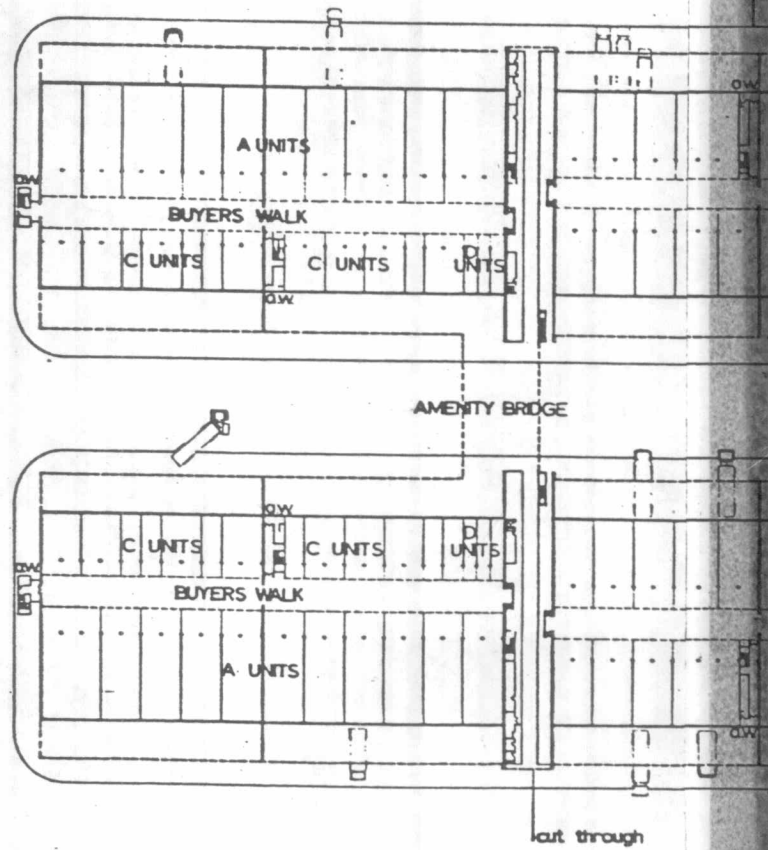 o.w.
A UNITS
o.w.
BUYERS WALK
C UNITS
C UNITS
D
UNITS
o.w.
AMENITY BRIDGE
o.w.
C UNITS
C UNITS
D
UNITS
o.w.
BUYERS WALK
A UNITS
o.w.
cut through